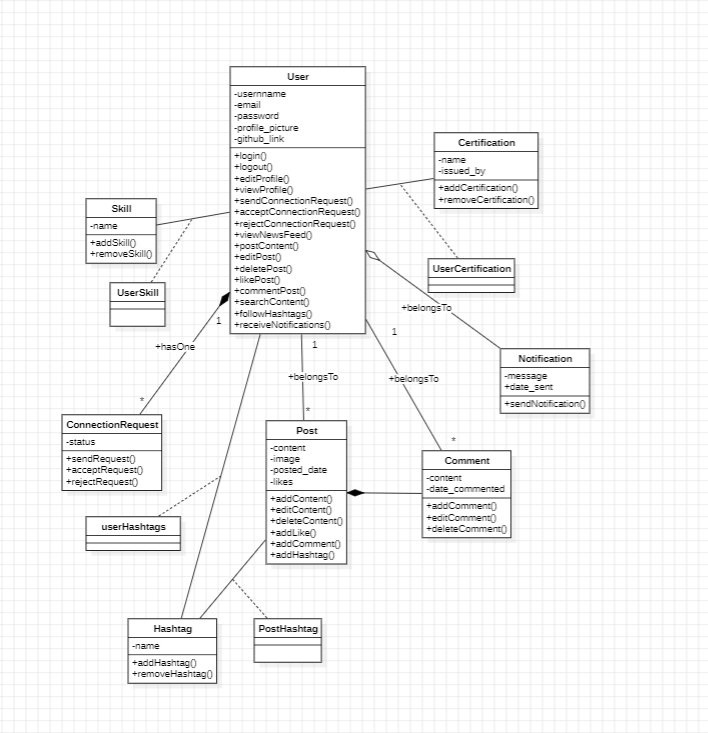 User
-usernname
-email
-password
-profile_picture
-github_link
+login()
+logout()
+editProfile()
+viewProfile()
+sendConnectionRequest()
+acceptConnectionRequest()
+rejectConnectionRequest()
+viewNewsFeed()
+postContent()
+editPost()
+deletePost()
+likePost()
+commentPost()
+searchContent()
+followHashtags()
+receiveNotifications()
Certification
-name
-issued_by
+addCertification()
+removeCertification()
Skill
-name
+addSkill()
+removeSkill()
UserSkill
UserCertification
+belongsTo
1
+hasOne
*
1
+belongsTo
*
1
+belongsTo
*
Notification
-message
+date_sent
+sendNotification()
ConnectionRequest
-status
+sendRequest()
+acceptRequest()
+rejectRequest()
Post
-content
-image
-posted_date
-likes
+addContent()
+editContent()
+deleteContent()
+addLike()
+addComment()
+addHashtag()
Comment
-content
-date_commented
+addComment()
+editComment()
+deleteComment()
userHashtags
Hashtag
-name
+addHashtag()
+removeHashtag()
PostHashtag